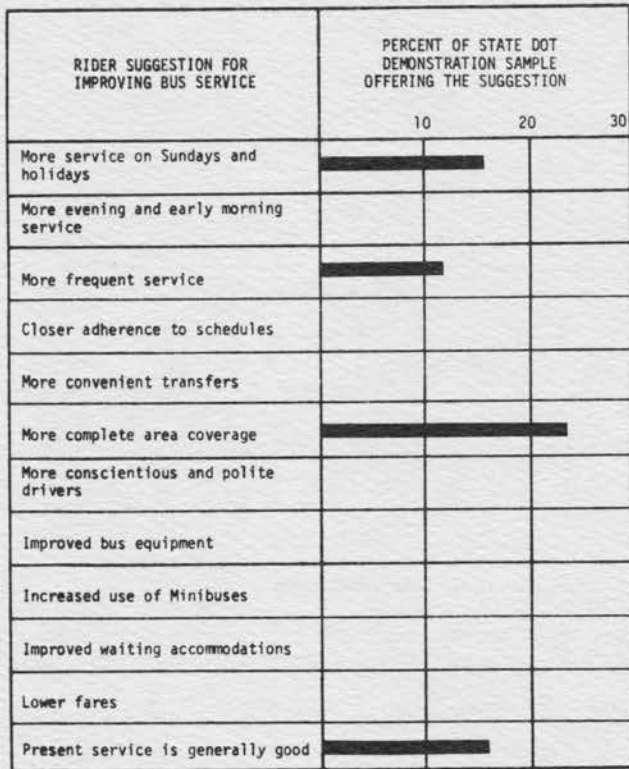 RIDER SUGGESTION FOR
IMPROVING BUS SERVICE
PERCENT OF STATE DOT
DEMONSTRATION SAMPLE
OFFERING THE SUGGESTION
10 20 30
More service on Sundays and
holidays
More evening and early morning
service
More frequent service
Closer adherence to schedules
More convenient transfers
More complete area coverage
More conscientious and polite
drivers
Improved bus equipment
Increased use of Minibuses
Improved waiting accommodations
Lower fares
Present service is generally good